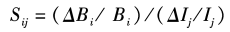 S_{ij} = (ΔB_i / B_i) / (ΔI_j / I_j)